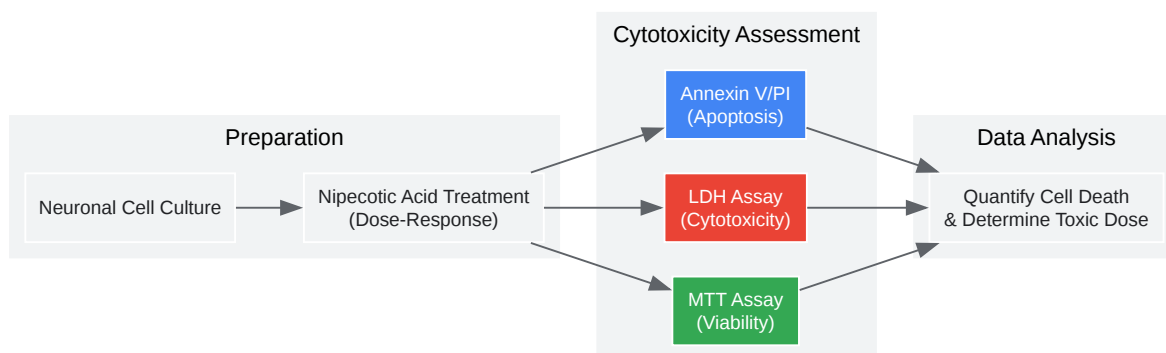 Preparation
Neuronal Cell Culture
Nipecotic Acid Treatment
(Dose-Response)
Cytotoxicity Assessment
Annexin V/PI
(Apoptosis)
LDH Assay
(Cytotoxicity)
MTT Assay
(Viability)
Data Analysis
Quantify Cell Death
& Determine Toxic Dose